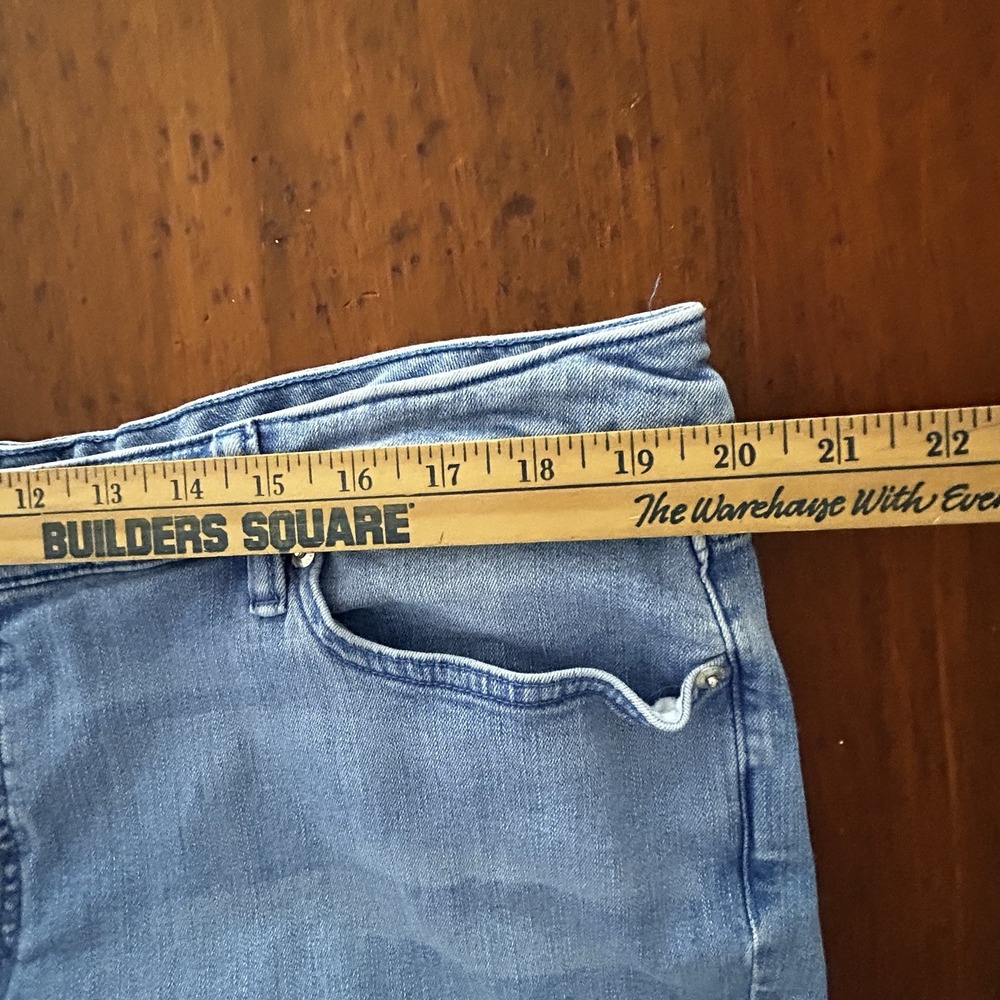 12 13 14 15 16 17 18 19 20 21 22
BUILDERS SQUARE® The Warehouse With Ever